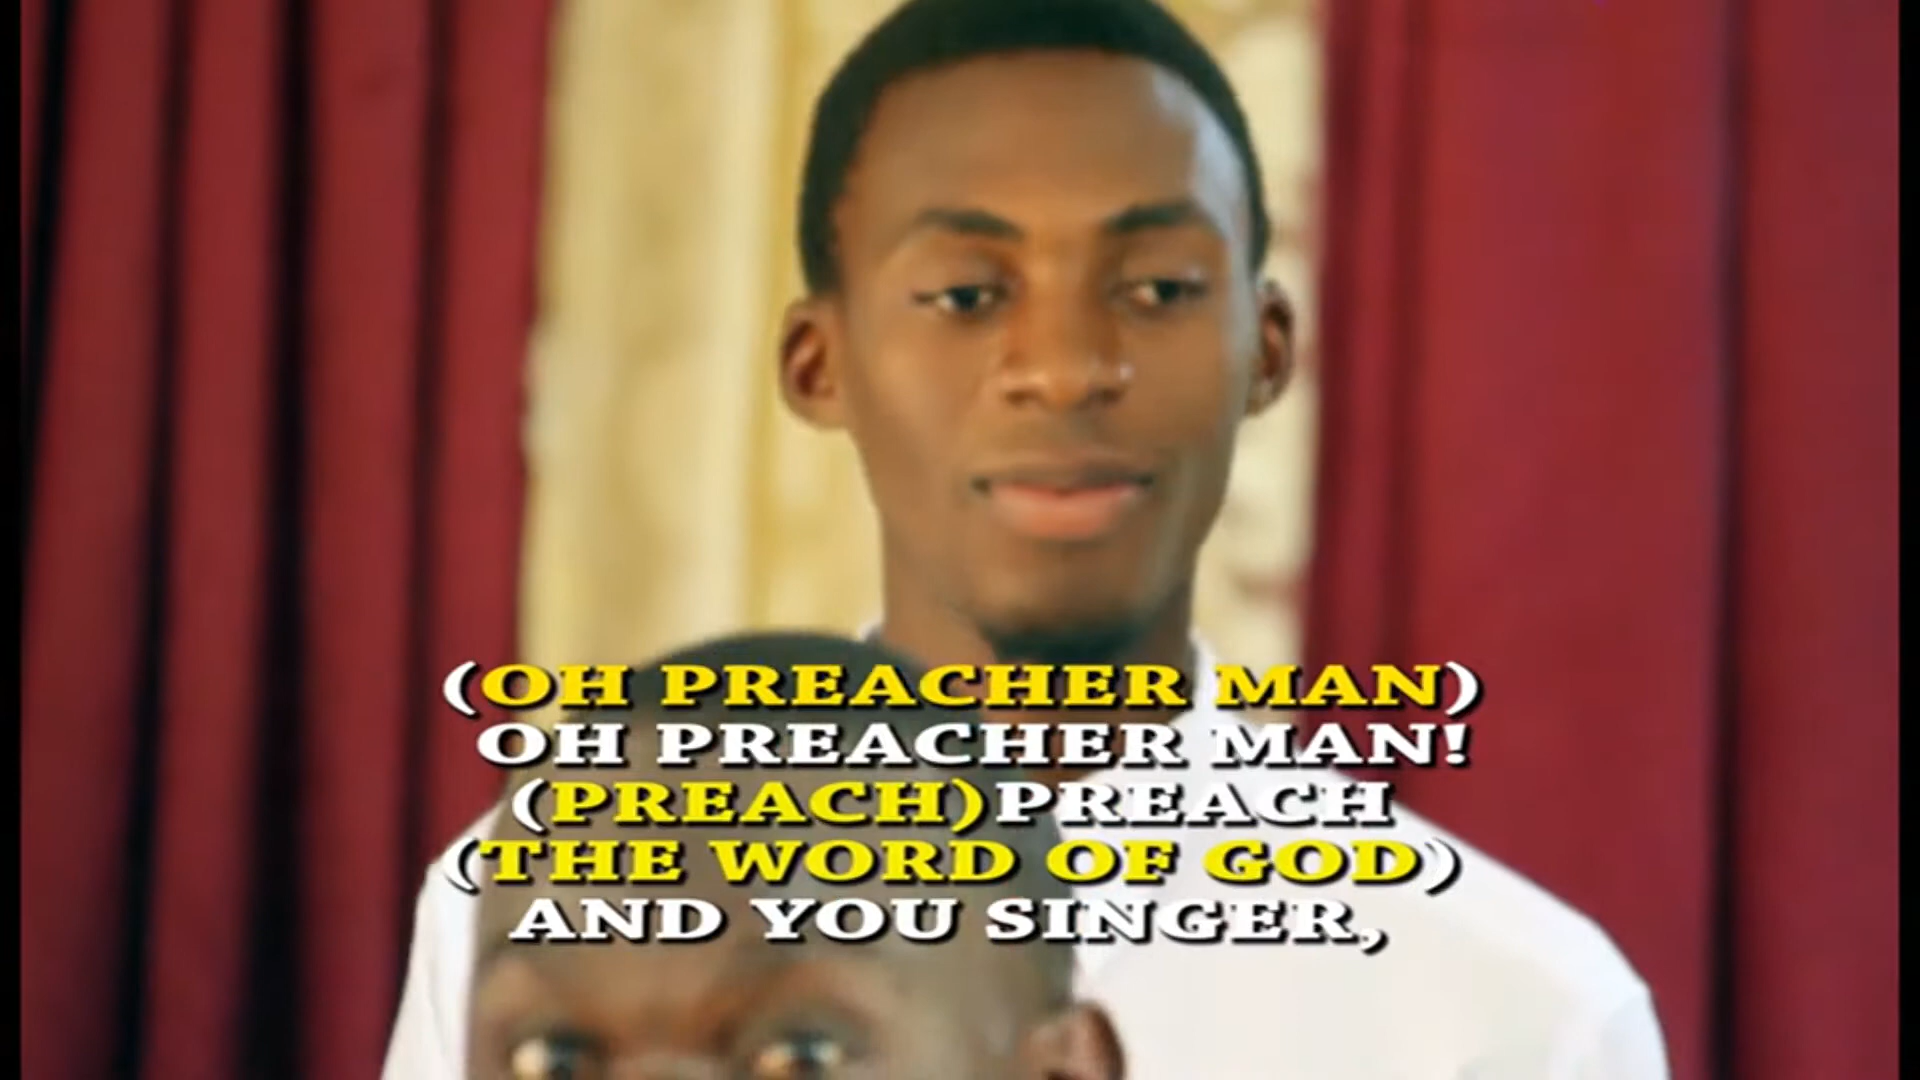 (OH PREACHER MAN)
OH PREACHER MAN!
(PREACH)PREACH
(THE WORD OF GOD)
AND YOU SINGER,